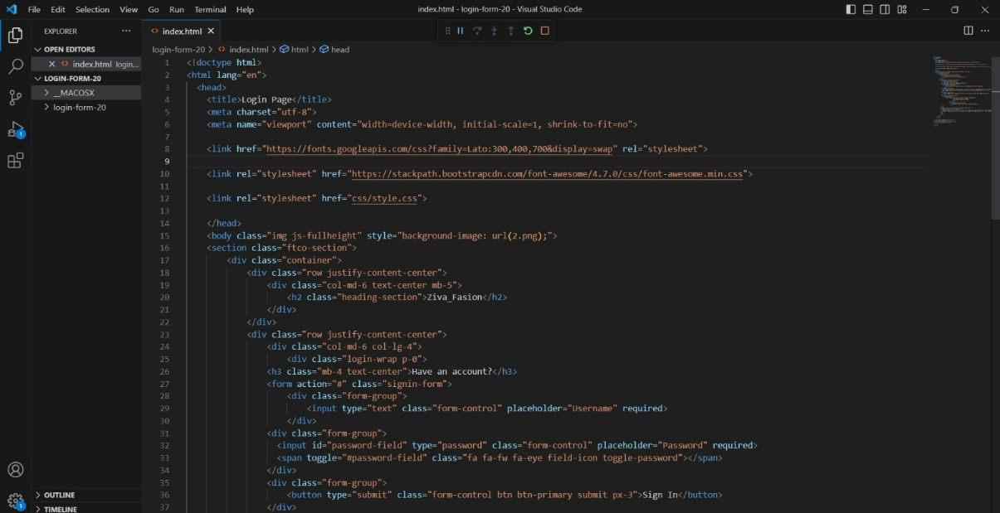 File Edit Selection View Go Run Terminal Help
index.html - login-form-20 - Visual Studio Code
EXPLORER
OPEN EDITORS
index.html login...
LOGIN-FORM-20
__MACOSX
login-form-20
1
OUTLINE
1
TIMELINE
index.html
login-form-20 > index.html > html > head
1 <!doctype html>
2 <html lang="en">
3 <head>
4 <title>Login Page</title>
5 <meta charset="utf-8">
6 <meta name="viewport" content="width=device-width, initial-scale=1, shrink-to-fit=no">
7
8 <link href="https://fonts.googleapis.com/css?family=Lato:300,400,700&display=swap" rel="stylesheet">
9
10 <link rel="stylesheet" href="https://stackpath.bootstrapcdn.com/font-awesome/4.7.0/css/font-awesome.min.css">
11
12 <link rel="stylesheet" href="css/style.css">
13
14 </head>
15 <body class="img js-fullheight" style="background-image: url(2.png);">
16 <section class="ftco-section">
17 <div class="container">
18 <div class="row justify-content-center">
19 <div class="col-md-6 text-center mb-5">
20 <h2 class="heading-section">Ziva_Fasion</h2>
21 </div>
22 </div>
23 <div class="row justify-content-center">
24 <div class="col-md-6 col-lg-4">
25 <div class="login-wrap p-0">
26 <h3 class="mb-4 text-center">Have an account?</h3>
27 <form action="#" class="signin-form">
28 <div class="form-group">
29 <input type="text" class="form-control" placeholder="Username" required>
30 </div>
31 <div class="form-group">
32 <input id="password-field" type="password" class="form-control" placeholder="Password" required>
33 <span toggle="#password-field" class="fa fa-fw fa-eye field-icon toggle-password"></span>
34 </div>
35 <div class="form-group">
36 <button type="submit" class="form-control btn btn-primary submit px-3">Sign In</button>
37 </div>